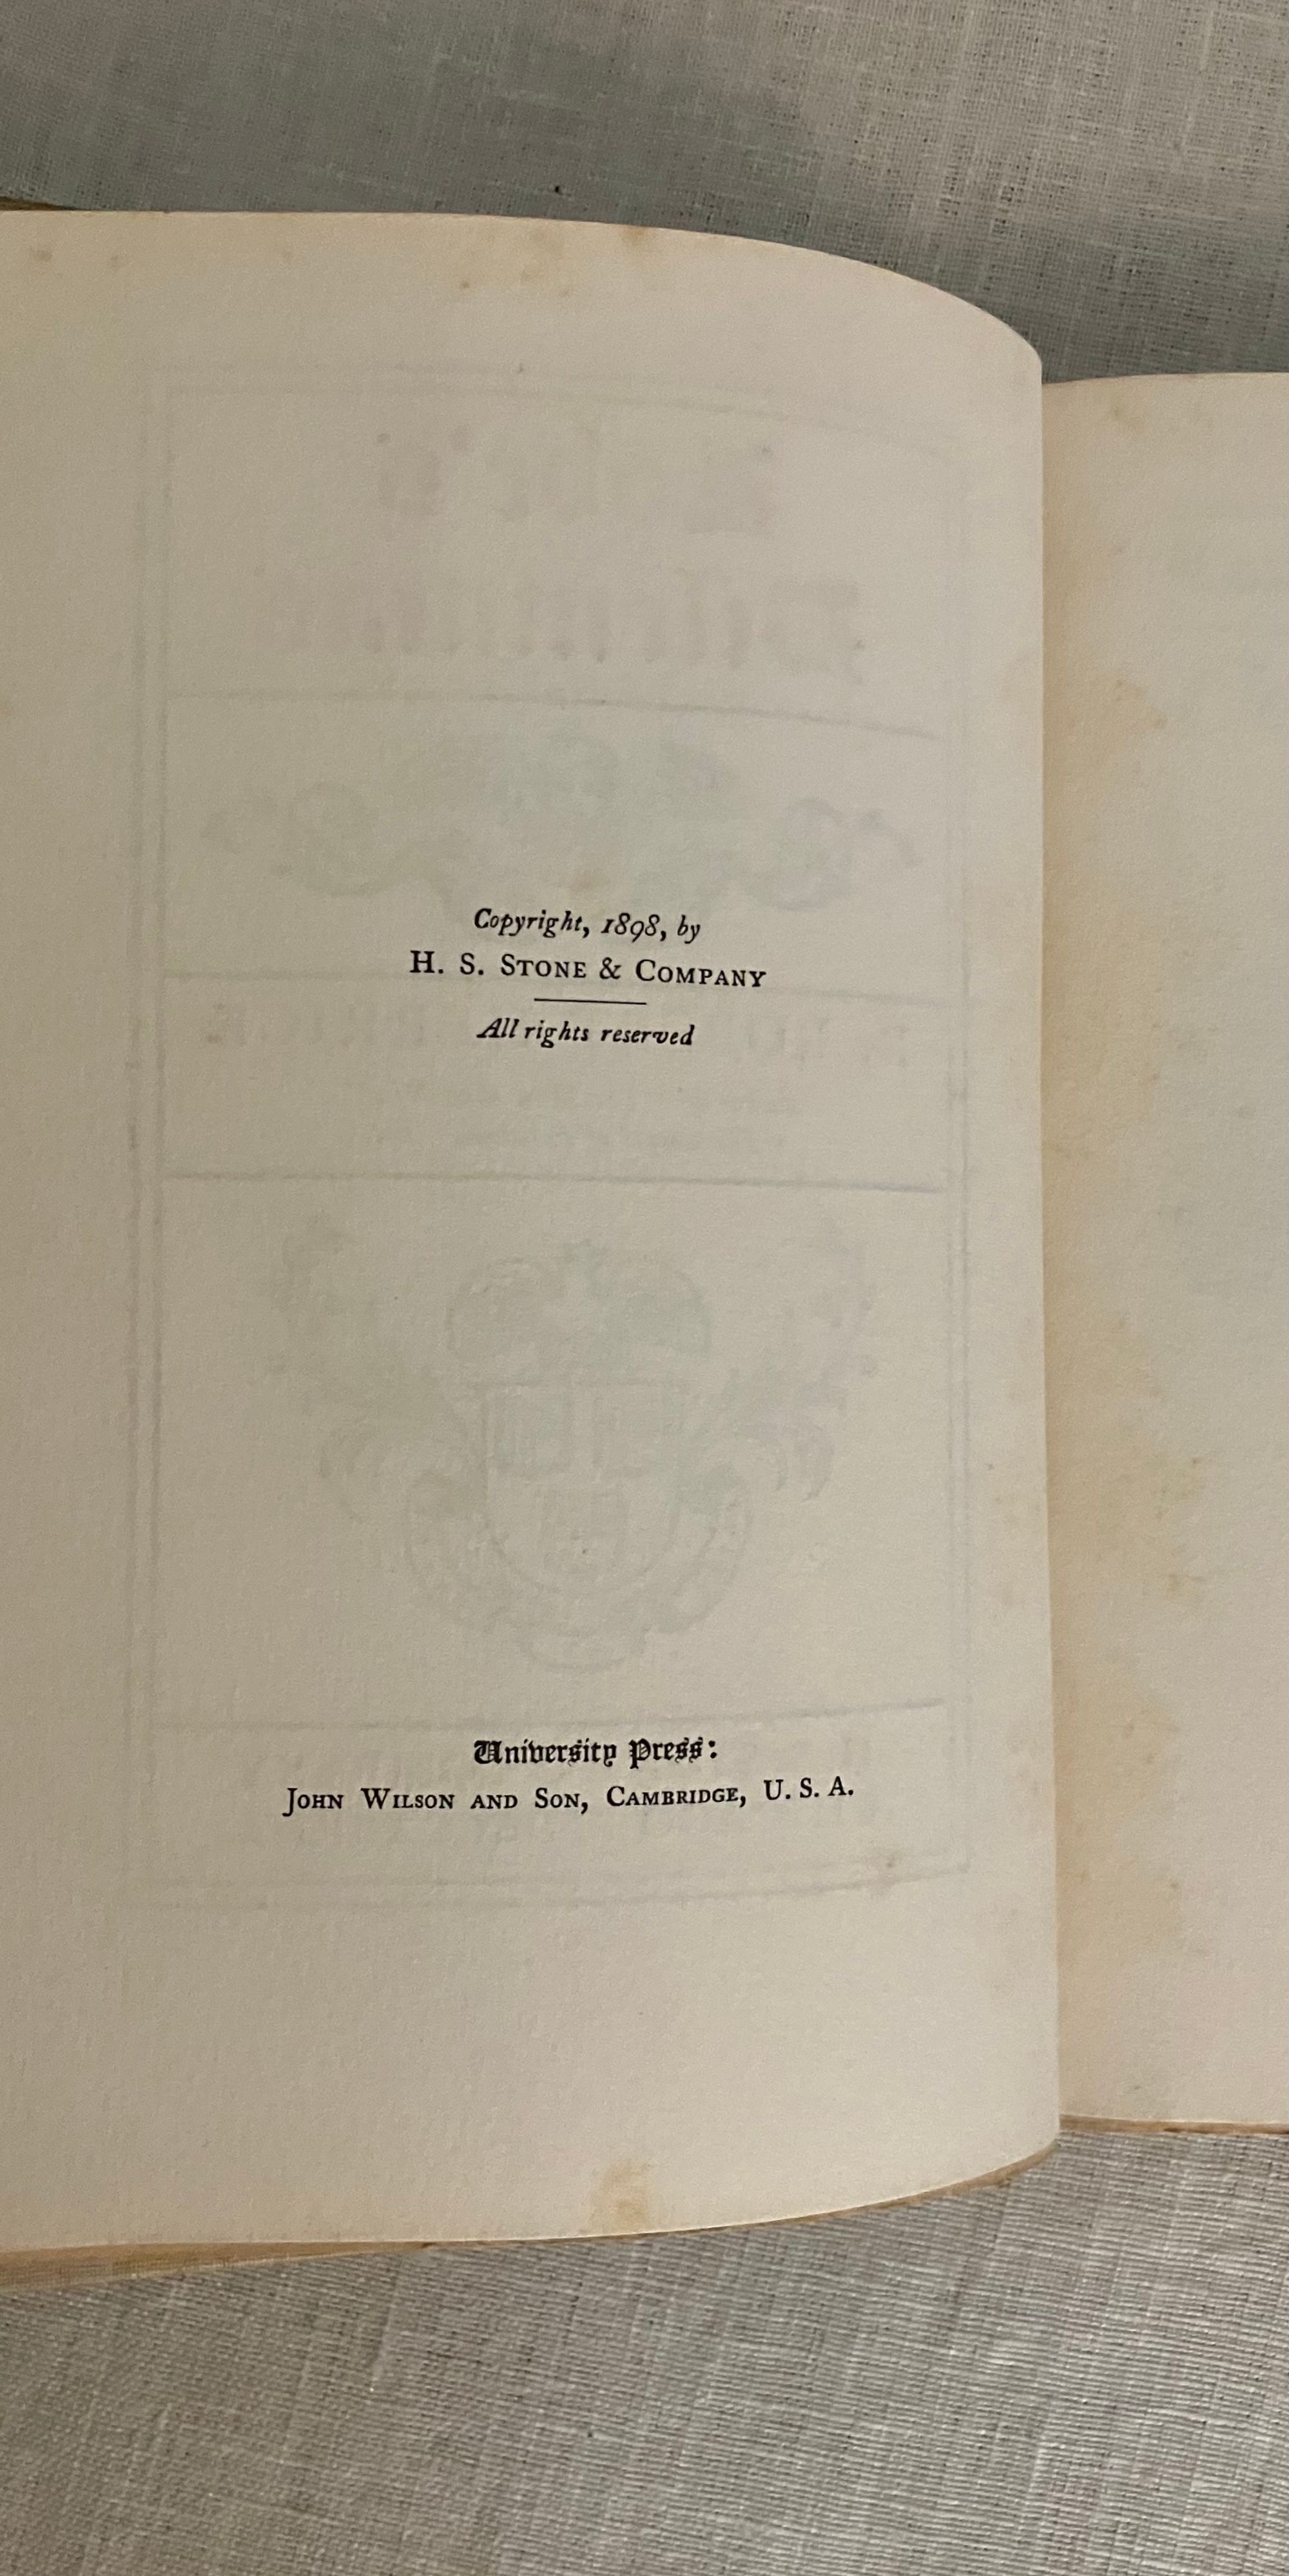 Copyright, 1898, by
H. S. STONE & COMPANY
All rights reserved
University Press:
JOHN WILSON AND SON, CAMBRIDGE, U. S. A.